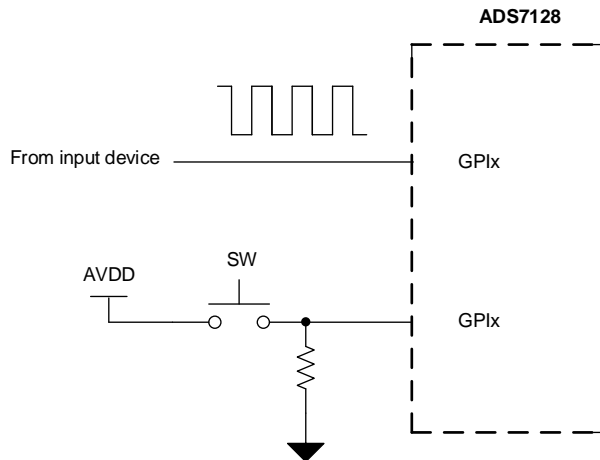 ADS7128
From input device
GPIx
SW
AVDD
GPIx